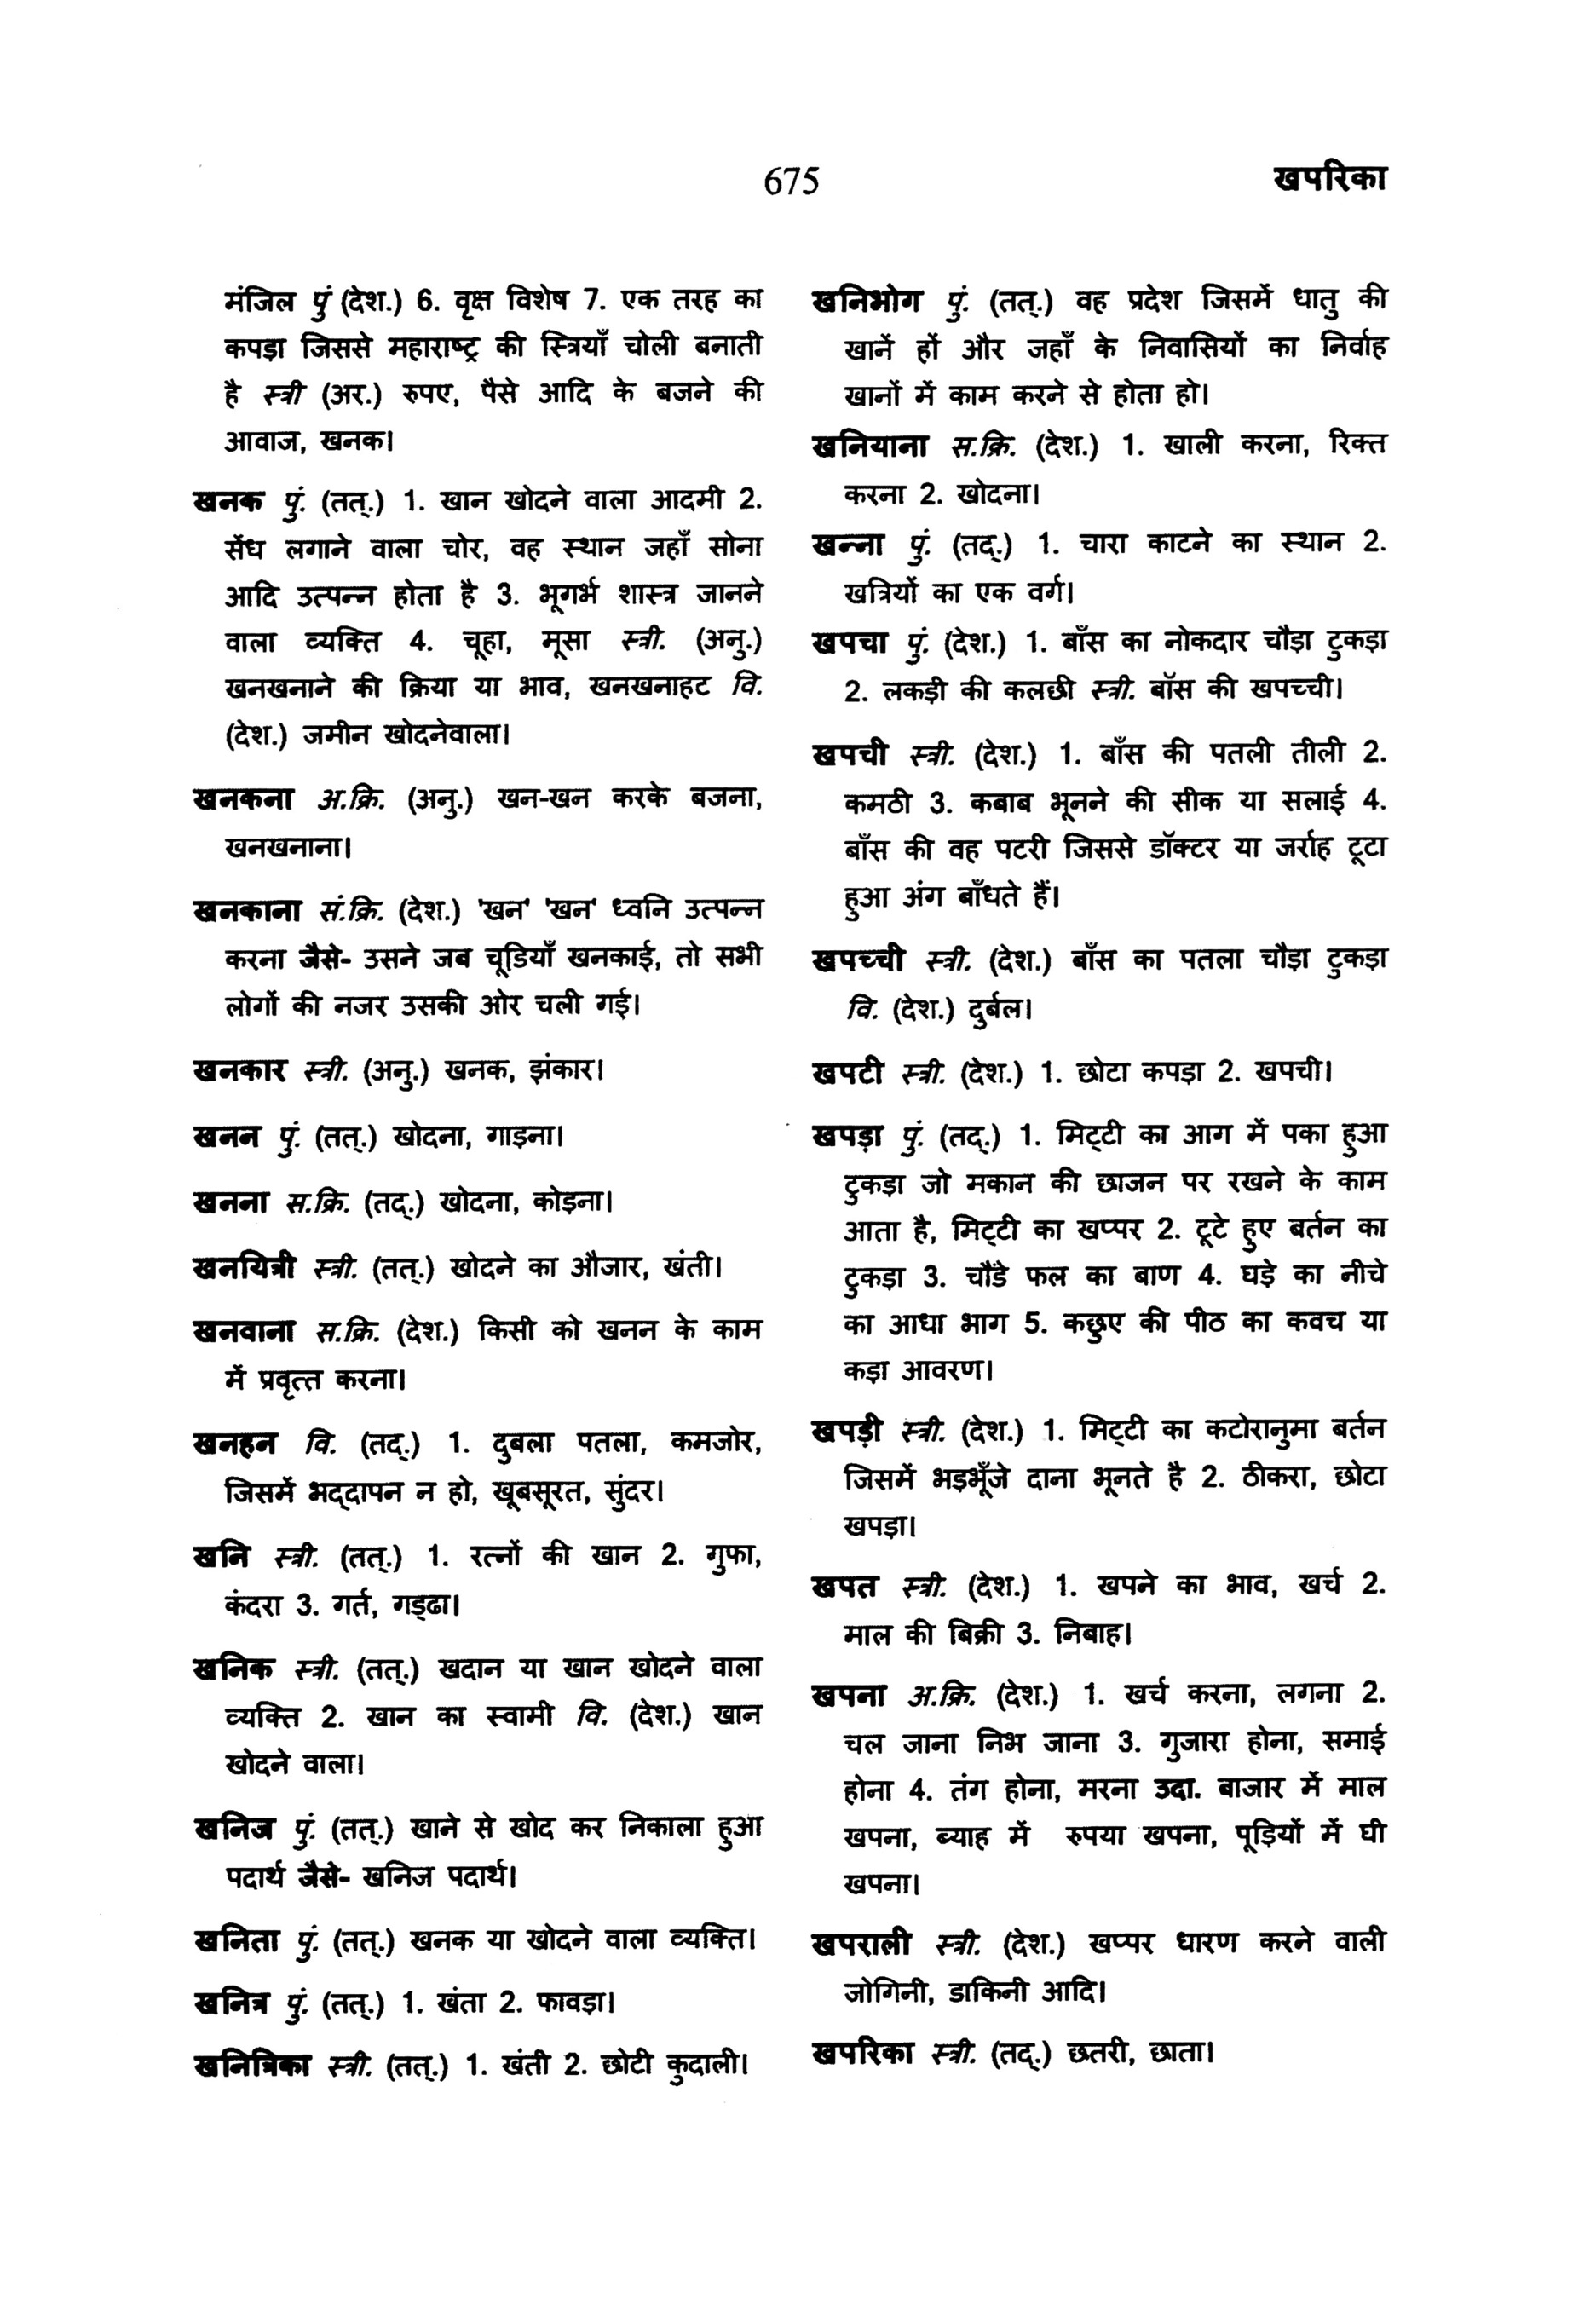 675
खपरिका
मंजिल पुं (देश.) 6. वृक्ष विशेष 7. एक तरह का
कपड़ा जिससे महाराष्ट्र की स्त्रियाँ चोली बनाती
है स्त्री (अर.) रुपए, पैसे आदि के बजने की
आवाज, खनक।
खनक पुं. (तत्.) 1. खान खोदने वाला आदमी 2.
सेंध लगाने वाला चोर, वह स्थान जहाँ सोना
आदि उत्पन्न होता है 3. भूगर्भ शास्त्र जानने
वाला व्यक्ति 4. चूहा, मूसा स्त्री. (अनु.)
खनखनाने की क्रिया या भाव, खनखनाहट वि.
(देश.) जमीन खोदनेवाला।
खनकना अ.क्रि. (अनु.) खन-खन करके बजना,
खनखनाना।
खनकाना सं.क्रि. (देश.) 'खन' 'खन' ध्वनि उत्पन्न
करना जैसे- उसने जब चूडियाँ खनकाई, तो सभी
लोगों की नजर उसकी ओर चली गई।
खनकार स्त्री. (अनु.) खनक, झंकार।
खनन पुं. (तत्.) खोदना, गाड़ना।
खनना स.क्रि. (तद्.) खोदना, कोड़ना।
खनयित्री स्त्री. (तत्.) खोदने का औजार, खंती।
खनवाना स.क्रि. (देश.) किसी को खनन के काम
में प्रवृत्त करना।
खनहन वि. (तद्.) 1. दुबला पतला, कमजोर,
जिसमें भद्दापन न हो, खूबसूरत, सुंदर।
खनि स्त्री. (तत्.) 1. रत्नों की खान 2. गुफा,
कंदरा 3. गर्त, गड्ढा।
खनिक स्त्री. (तत्.) खदान या खान खोदने वाला
व्यक्ति 2. खान का स्वामी वि. (देश.) खान
खोदने वाला।
खनिज पुं. (तत्.) खाने से खोद कर निकाला हुआ
पदार्थ जैसे- खनिज पदार्थ।
खनिता पुं. (तत्.) खनक या खोदने वाला व्यक्ति।
खनित्र पुं. (तत्.) 1. खंता 2. फावड़ा।
खनित्रिका स्त्री. (तत्.) 1. खंती 2. छोटी कुदाली।
खनिभोग पुं. (तत्.) वह प्रदेश जिसमें धातु की
खानें हों और जहाँ के निवासियों का निर्वाह
खानों में काम करने से होता हो।
खनियाना स.क्रि. (देश.) 1. खाली करना, रिक्त
करना 2. खोदना।
खन्ना पुं. (तद्.) 1. चारा काटने का स्थान 2.
खत्रियों का एक वर्ग।
खपचा पुं. (देश.) 1. बाँस का नोकदार चौड़ा टुकड़ा
2. लकड़ी की कलछी स्त्री. बॉस की खपच्ची।
खपची स्त्री. (देश.) 1. बाँस की पतली तीली 2.
कमठी 3. कबाब भूनने की सीक या सलाई 4.
बाँस की वह पटरी जिससे डॉक्टर या जर्राह टूटा
हुआ अंग बाँधते हैं।
खपच्ची स्त्री. (देश.) बाँस का पतला चौड़ा टुकड़ा
वि. (देश.) दुर्बल।
खपटी स्त्री. (देश.) 1. छोटा कपड़ा 2. खपची।
खपड़ा पुं. (तद्.) 1. मिट्टी का आग में पका हुआ
टुकड़ा जो मकान की छाजन पर रखने के काम
आता है, मिट्टी का खप्पर 2. टूटे हुए बर्तन का
टुकड़ा 3. चौंडे फल का बाण 4. घड़े का नीचे
का आधा भाग 5. कछुए की पीठ का कवच या
कड़ा आवरण।
खपड़ी स्त्री. (देश.) 1. मिट्टी का कटोरानुमा बर्तन
जिसमें भड़भूँजे दाना भूनते है 2. ठीकरा, छोटा
खपड़ा।
खपत स्त्री. (देश.) 1. खपने का भाव, खर्च 2.
माल की बिक्री 3. निबाह।
खपना अ.क्रि. (देश.) 1. खर्च करना, लगना 2.
चल जाना निभ जाना 3. गुजारा होना, समाई
होना 4. तंग होना, मरना उदा. बाजार में माल
खपना, ब्याह में रुपया खपना, पूड़ियों में घी
खपना।
खपराली स्त्री. (देश.) खप्पर धारण करने वाली
जोगिनी, डाकिनी आदि।
खपरिका स्त्री. (तद्.) छतरी, छाता।